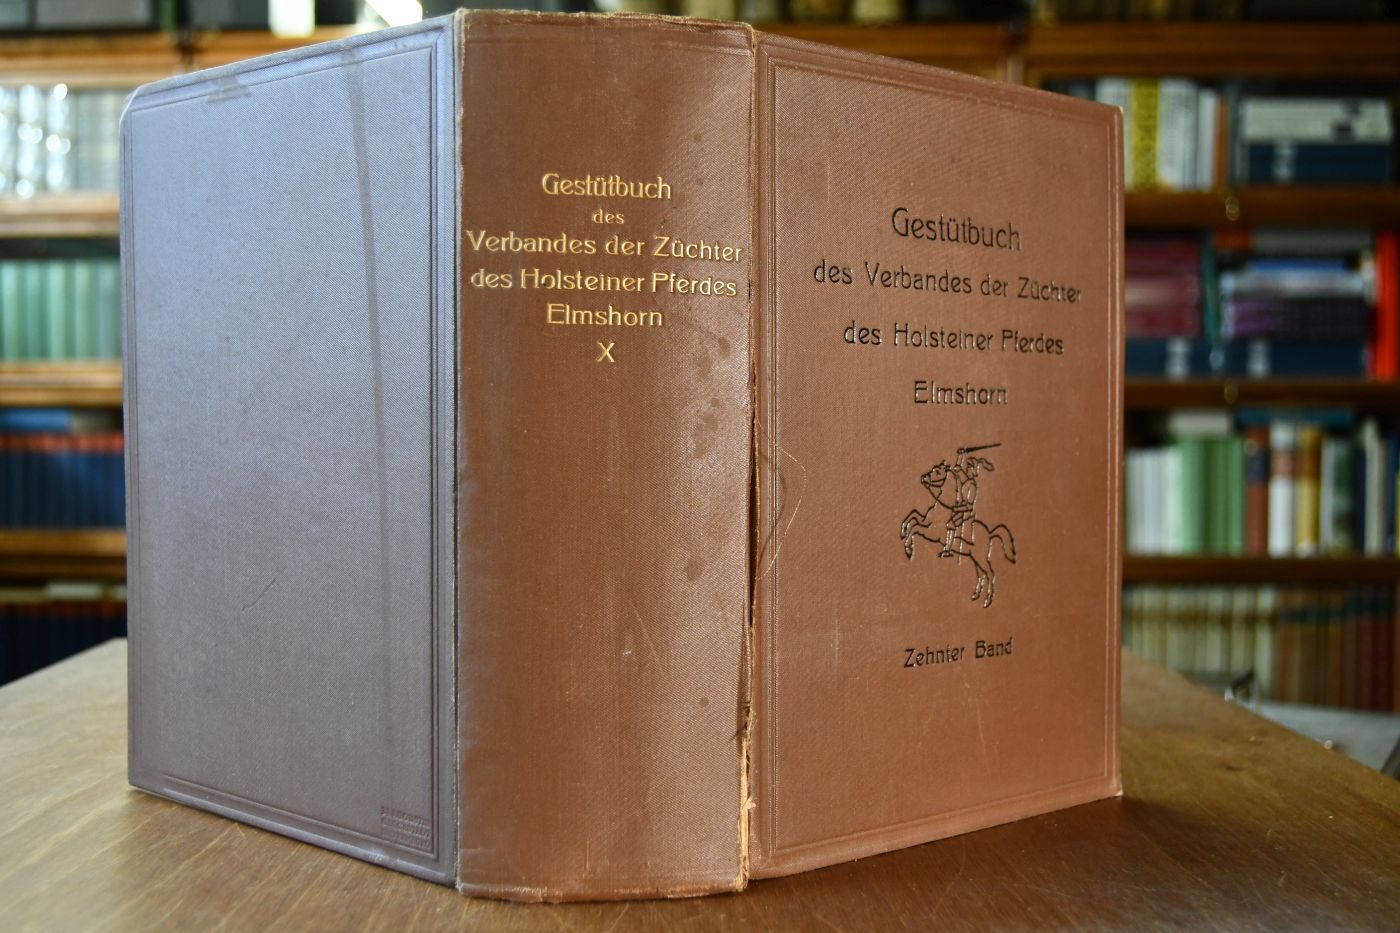 Gestütbuch
des
Verbandes der Züchter
des Holsteiner Pferdes
Elmshorn
X
Gestütbuch
des Verbandes der Züchter
des Holsteiner Pferdes
Elmshorn
Zehnter Band